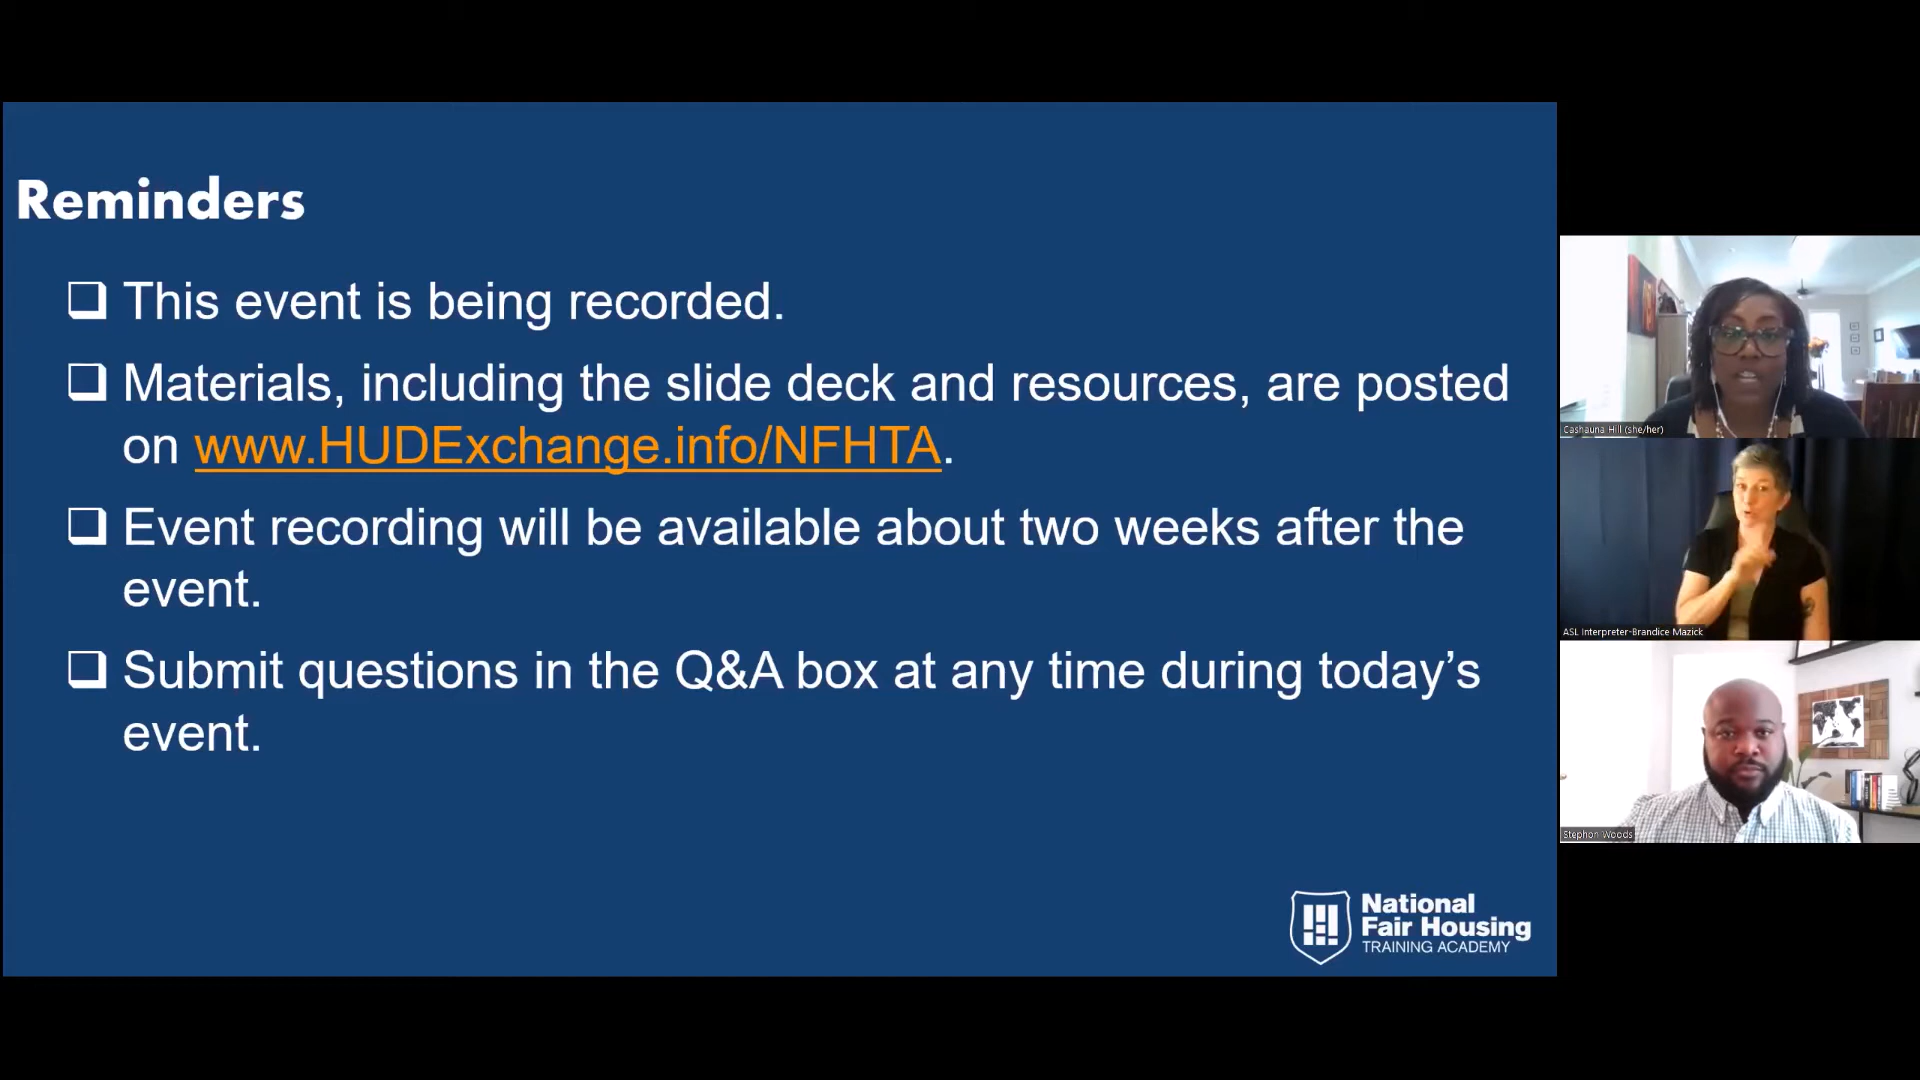 Reminders
This event is being recorded.
Materials, including the slide deck and resources, are posted
on www.HUDExchange.info/NFHTA.
Event recording will be available about two weeks after the
event.
Submit questions in the Q&A box at any time during today’s
event.
National
Fair Housing
TRAINING ACADEMY
Cashauna Hill (she/her)
ASL Interpreter-Brandice Mazick
Stephon Woods